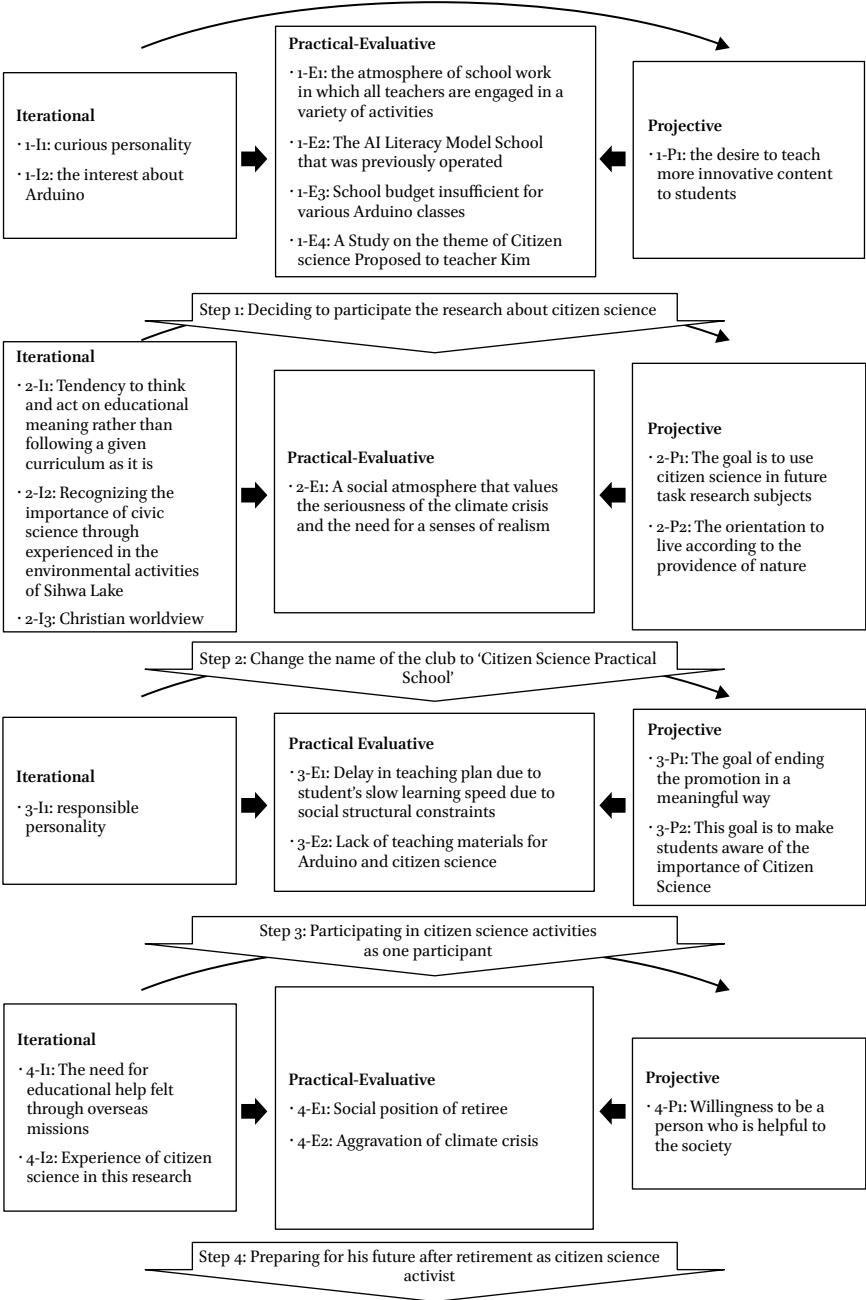 Iterational
· 1-I1: curious personality
· 1-I2: the interest about
Arduino
Practical-Evaluative
· 1-E1: the atmosphere of school work
in which all teachers are engaged in a
variety of activities
· 1-E2: The AI Literacy Model School
that was previously operated
· 1-E3: School budget insufficient for
various Arduino classes
· 1-E4: A Study on the theme of Citizen
science Proposed to teacher Kim
Projective
· 1-P1: the desire to teach
more innovative content
to students
Step 1: Deciding to participate the research about citizen science
Iterational
· 2-I1: Tendency to think
and act on educational
meaning rather than
following a given
curriculum as it is
· 2-I2: Recognizing the
importance of civic
science through
experienced in the
environmental activities
of Sihwa Lake
· 2-I3: Christian worldview
Practical-Evaluative
· 2-E1: A social atmosphere that values
the seriousness of the climate crisis
and the need for a senses of realism
Projective
· 2-P1: The goal is to use
citizen science in future
task research subjects
· 2-P2: The orientation to
live according to the
providence of nature
Step 2: Change the name of the club to ‘Citizen Science Practical
School’
Iterational
· 3-I1: responsible
personality
Practical Evaluative
· 3-E1: Delay in teaching plan due to
student’s slow learning speed due to
social structural constraints
· 3-E2: Lack of teaching materials for
Arduino and citizen science
Projective
· 3-P1: The goal of ending
the promotion in a
meaningful way
· 3-P2: This goal is to make
students aware of the
importance of Citizen
Science
Step 3: Participating in citizen science activities
as one participant
Iterational
· 4-I1: The need for
educational help felt
through overseas
missions
· 4-I2: Experience of citizen
science in this research
Practical-Evaluative
· 4-E1: Social position of retiree
· 4-E2: Aggravation of climate crisis
Projective
· 4-P1: Willingness to be a
person who is helpful to
the society
Step 4: Preparing for his future after retirement as citizen science
activist